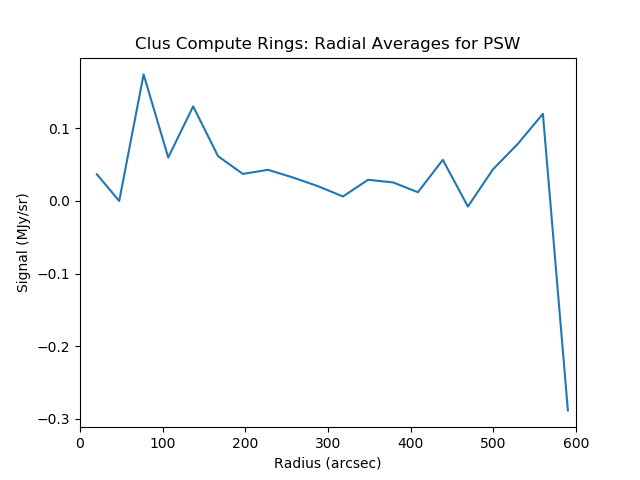 Clus Compute Rings: Radial Averages for PSW
Signal (MJy/sr)
0.1
0.0
−0.1
−0.2
−0.3
0 100 200 300 400 500 600
Radius (arcsec)